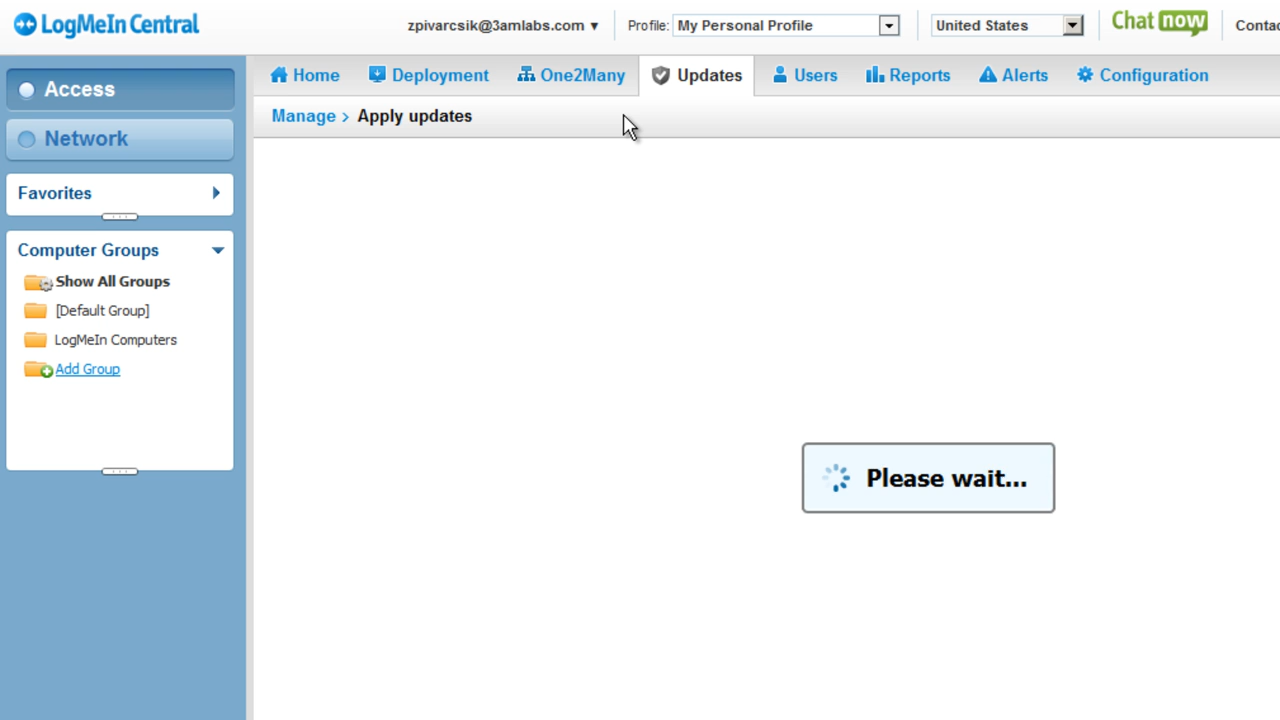 LogMeIn Central
zpivarcsik@3amlabs.com ▼ Profile: My Personal Profile United States Chat now
Access
Network
Favorites
Computer Groups
Show All Groups
[Default Group]
LogMeIn Computers
Add Group
Home Deployment One2Many Updates Users Reports Alerts Configuration
Manage > Apply updates
Please wait...